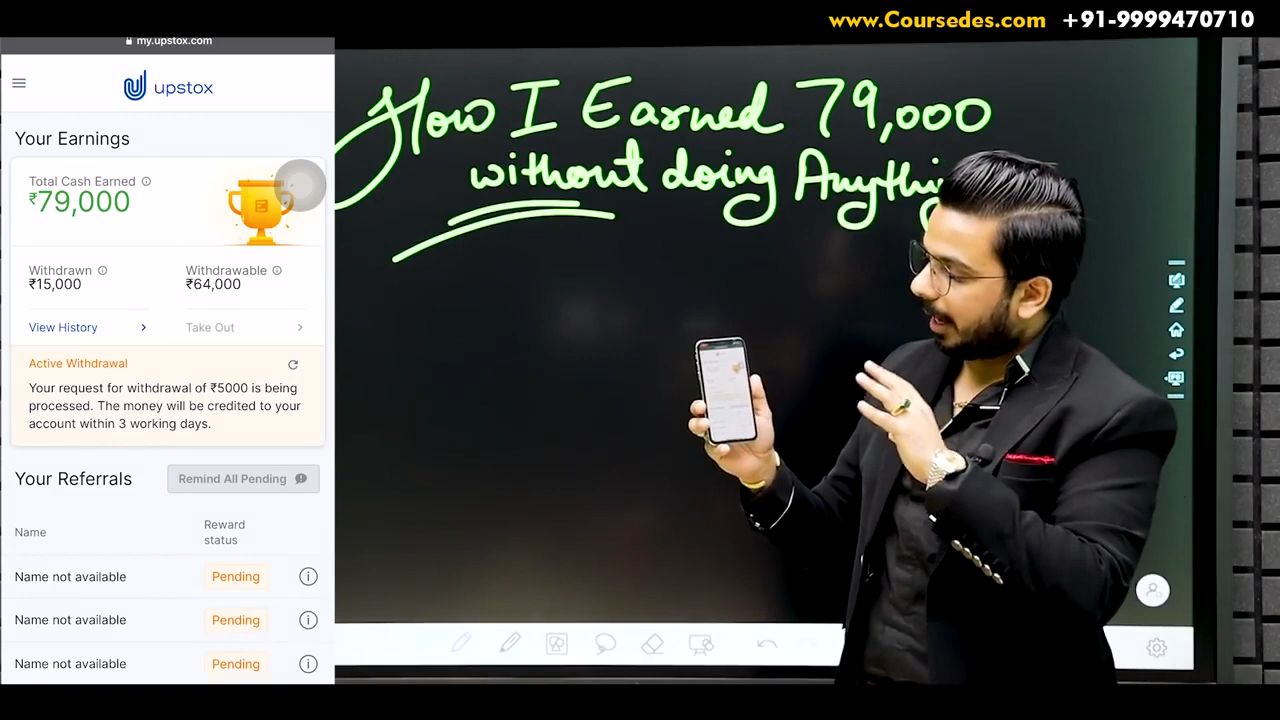 www.Coursedes.com +91-9999470710
my.upstox.com
upstox
Your Earnings
Total Cash Earned
₹79,000
Withdrawn
₹15,000
Withdrawable
₹64,000
View History
Take Out
Active Withdrawal
Your request for withdrawal of ₹5000 is being
processed. The money will be credited to your
account within 3 working days.
Your Referrals
Remind All Pending
Name
Reward
status
Name not available
Pending
Name not available
Pending
Name not available
Pending
How I Earned 79,000
without doing Anythi